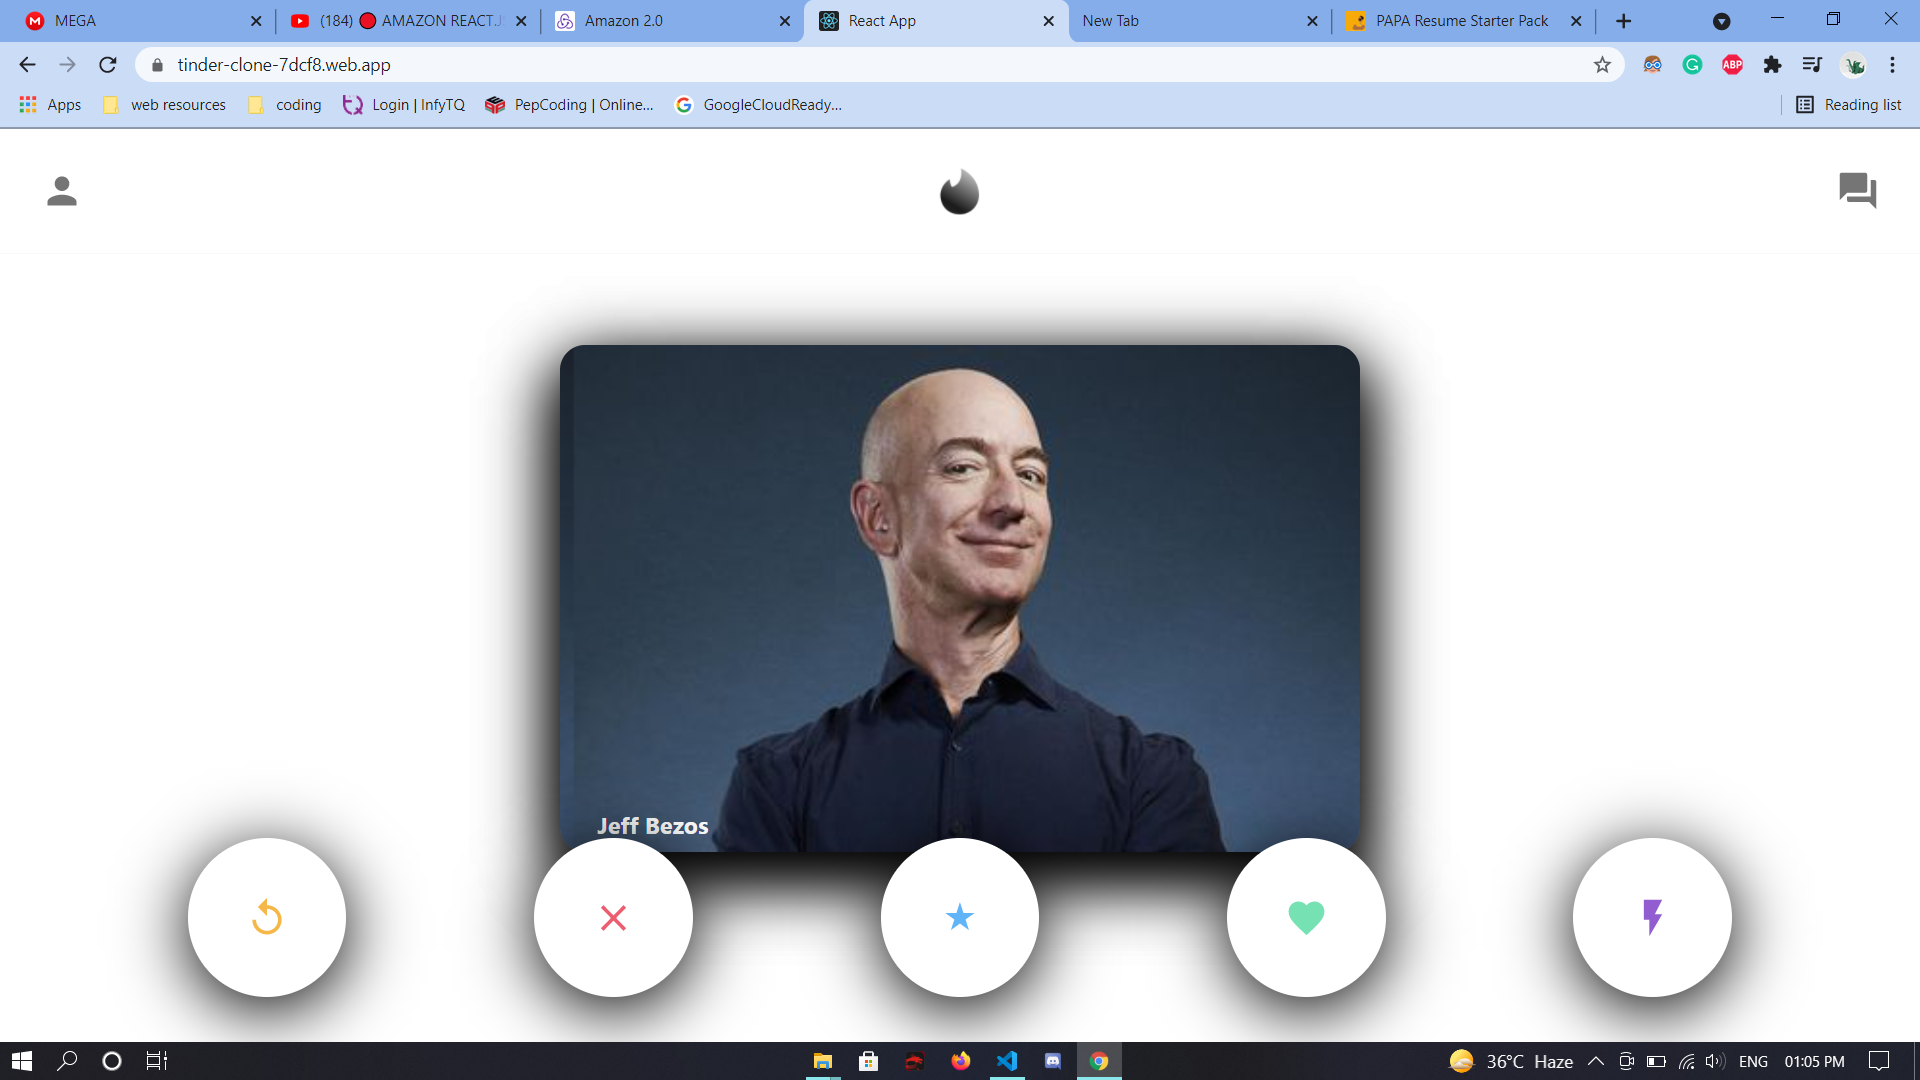 MEGA
(184) 🔴 AMAZON REACT.JS
Amazon 2.0
React App
New Tab
PAPA Resume Starter Pack
tinder-clone-7dcf8.web.app
ABP
Apps
web resources
coding
Login | InfyTQ
PepCoding | Online...
GoogleCloudReady...
Reading list
Jeff Bezos
36°C Haze
ENG
01:05 PM